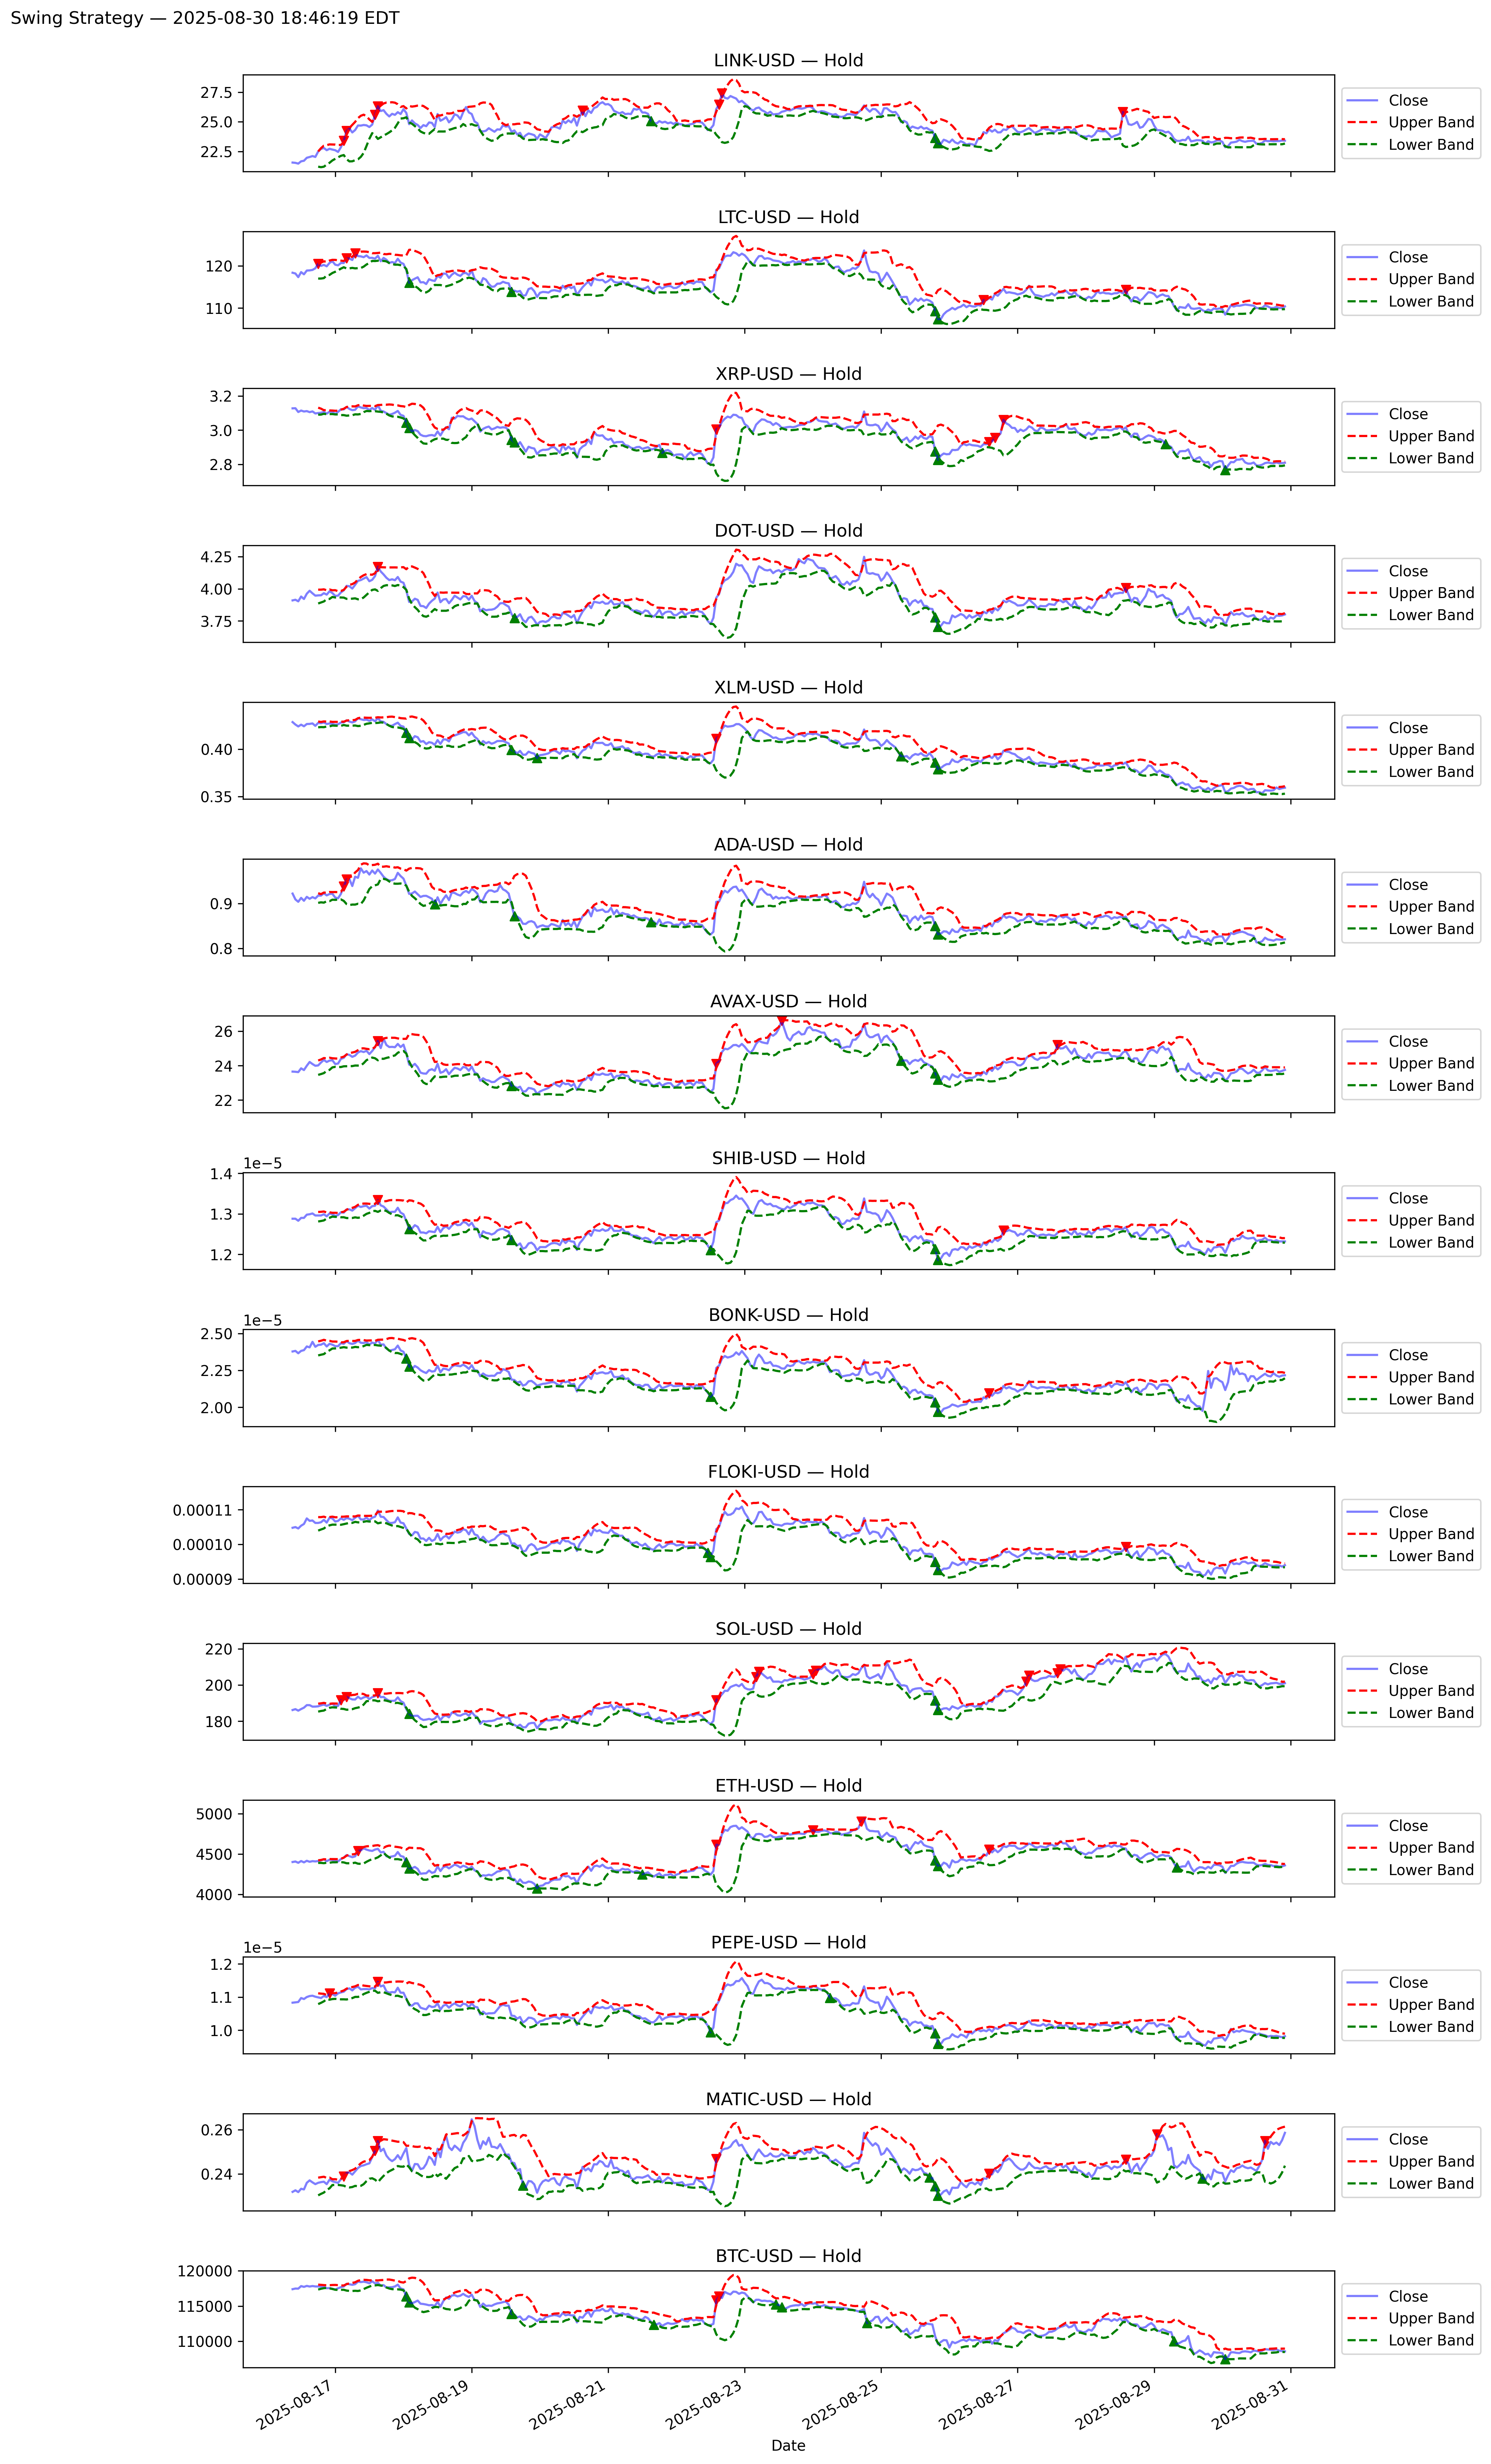 Swing Strategy — 2025-08-30 18:46:19 EDT
LINK-USD — Hold
27.5
25.0
22.5
Close
Upper Band
Lower Band
LTC-USD — Hold
120
110
Close
Upper Band
Lower Band
XRP-USD — Hold
3.2
3.0
2.8
Close
Upper Band
Lower Band
DOT-USD — Hold
4.25
4.00
3.75
Close
Upper Band
Lower Band
XLM-USD — Hold
0.40
0.35
Close
Upper Band
Lower Band
ADA-USD — Hold
0.9
0.8
Close
Upper Band
Lower Band
AVAX-USD — Hold
26
24
22
Close
Upper Band
Lower Band
SHIB-USD — Hold
1e−5
1.4
1.3
1.2
Close
Upper Band
Lower Band
BONK-USD — Hold
1e−5
2.50
2.25
2.00
Close
Upper Band
Lower Band
FLOKI-USD — Hold
0.00011
0.00010
0.00009
Close
Upper Band
Lower Band
SOL-USD — Hold
220
200
180
Close
Upper Band
Lower Band
ETH-USD — Hold
5000
4500
4000
Close
Upper Band
Lower Band
PEPE-USD — Hold
1e−5
1.2
1.1
1.0
Close
Upper Band
Lower Band
MATIC-USD — Hold
0.26
0.24
Close
Upper Band
Lower Band
BTC-USD — Hold
120000
115000
110000
Close
Upper Band
Lower Band
2025-08-17
2025-08-19
2025-08-21
2025-08-23
2025-08-25
2025-08-27
2025-08-29
2025-08-31
Date